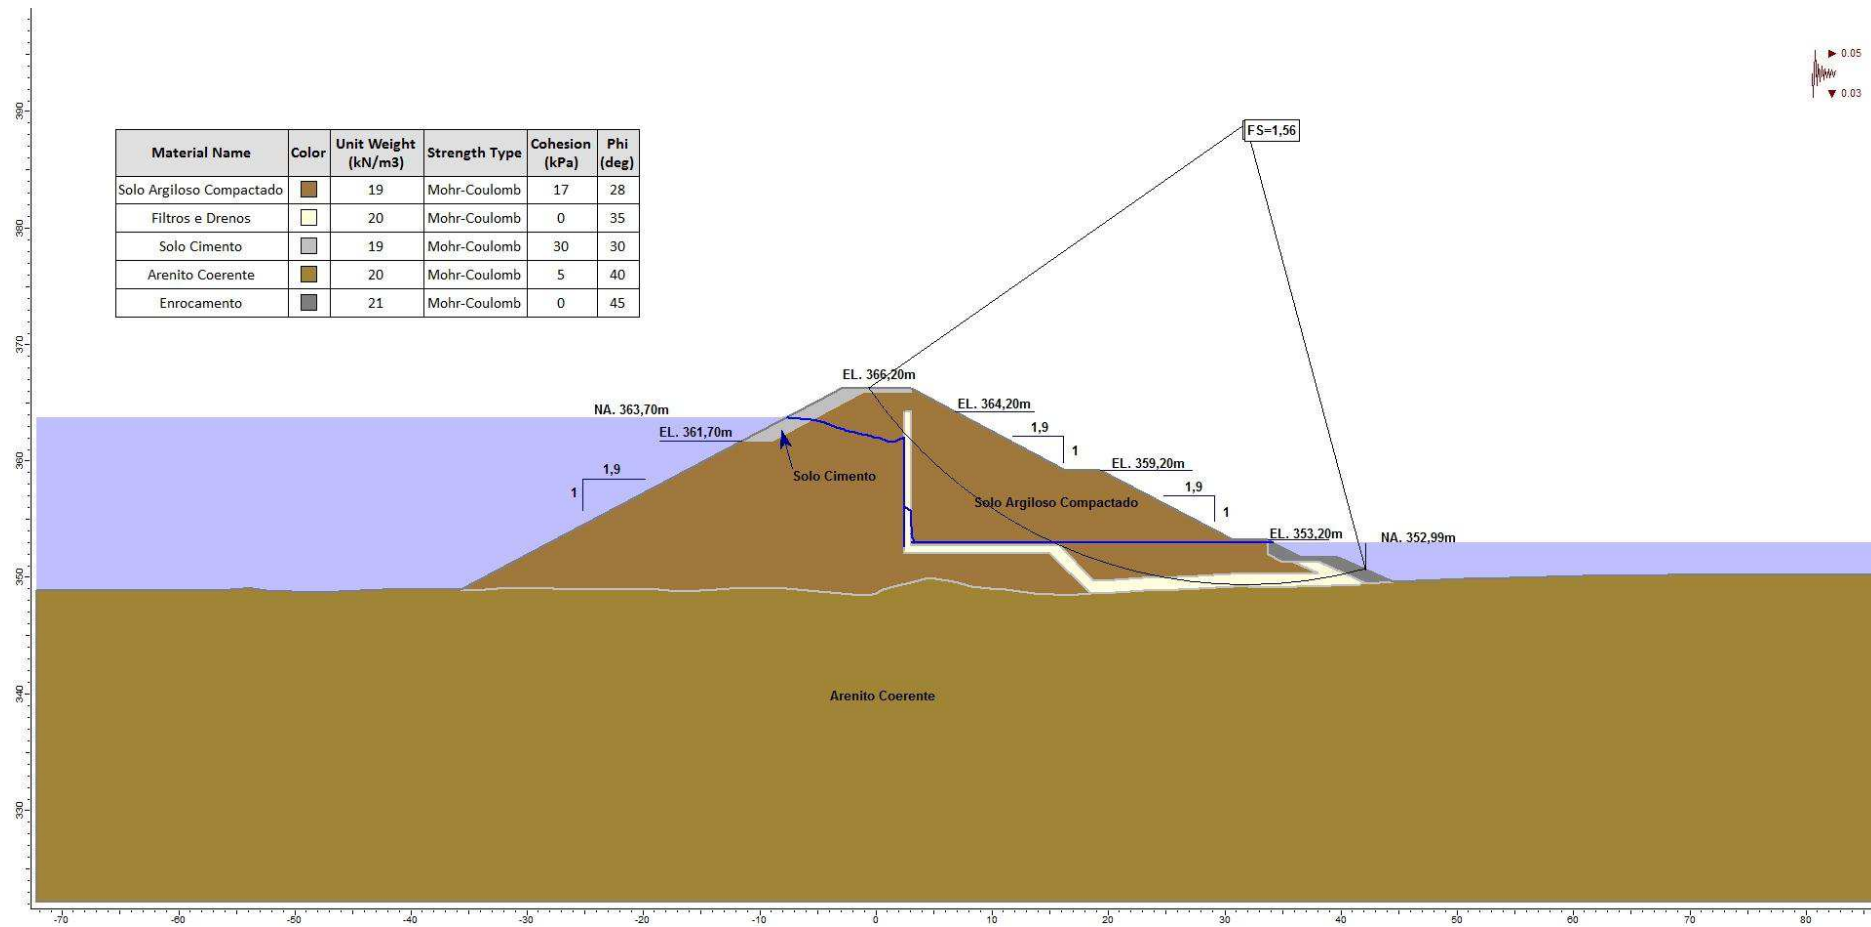 ▶ 0.05
▼ 0.03
FS=1,56
Material Name Color Unit Weight (kN/m3) Strength Type Cohesion (kPa) Phi (deg)
Solo Argiloso Compactado 19 Mohr-Coulomb 17 28
Filtros e Drenos 20 Mohr-Coulomb 0 35
Solo Cimento 19 Mohr-Coulomb 30 30
Arenito Coerente 20 Mohr-Coulomb 5 40
Enrocamento 21 Mohr-Coulomb 0 45
EL. 366,20m
NA. 363,70m
EL. 364,20m
EL. 361,70m
1,9
1
EL. 359,20m
1,9
1
Solo Cimento
1,9
1
Solo Argiloso Compactado
EL. 353,20m
NA. 352,99m
Arenito Coerente
390
380
370
360
350
340
330
-70 -60 -50 -40 -30 -20 -10 0 10 20 30 40 50 60 70 80